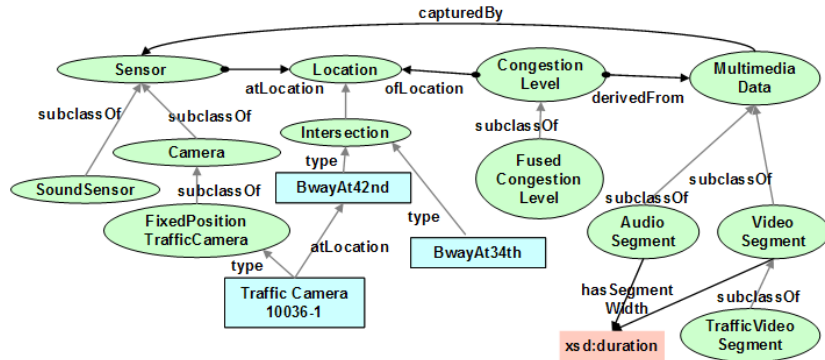 capturedBy
Sensor
Location
Congestion
Level
Multimedia
Data
atLocation
ofLocation
derivedFrom
subclassOf
subclassOf
Intersection
subclassOf
Camera
type
Fused
Congestion
Level
subclassOf
SoundSensor
subclassOf
BwayAt42nd
subclassOf
FixedPosition
TrafficCamera
type
Audio
Segment
Video
Segment
atLocation
BwayAt34th
type
Traffic Camera
10036-1
hasSegment
Width
subclassOf
xsd:duration
TrafficVideo
Segment